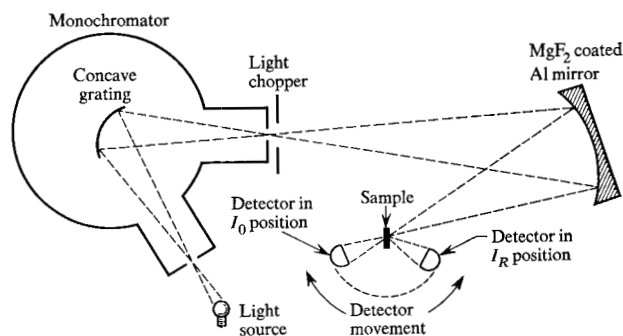 Monochromator
Concave
grating
Light
chopper
MgF₂ coated
Al mirror
Detector in
I₀ position
Sample
Detector in
I_R position
Light
source
Detector
movement